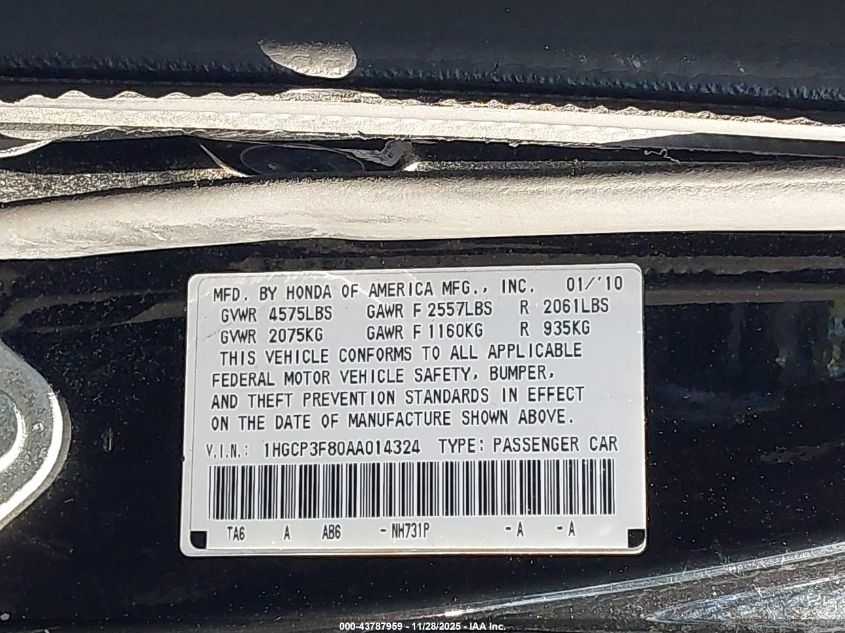 MFD. BY HONDA OF AMERICA MFG., INC. 01/'10
GVWR 4575LBS GAWR F 2557LBS R 2061LBS
GVWR 2075KG GAWR F 1160KG R 935KG
THIS VEHICLE CONFORMS TO ALL APPLICABLE
FEDERAL MOTOR VEHICLE SAFETY, BUMPER,
AND THEFT PREVENTION STANDARDS IN EFFECT
ON THE DATE OF MANUFACTURE SHOWN ABOVE.
V.I.N.: 1HGCP3F80AA014324 TYPE: PASSENGER CAR
TA6 A AB6 - NH731P - A - A
000-43787959 - 11/28/2025 - IAA Inc.